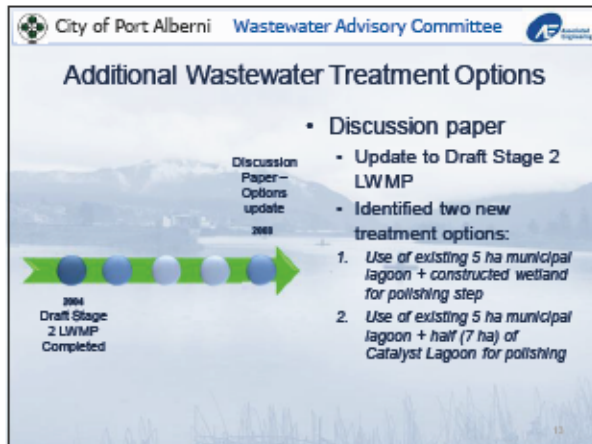 City of Port Alberni Wastewater Advisory Committee
Associated
Engineering
Additional Wastewater Treatment Options
• Discussion paper
• Update to Draft Stage 2
LWMP
• Identified two new
treatment options:
1. Use of existing 5 ha municipal
lagoon + constructed wetland
for polishing step
2. Use of existing 5 ha municipal
lagoon + half (7 ha) of
Catalyst Lagoon for polishing
Discussion
Paper –
Options
update
2004
Draft Stage
2 LWMP
Completed
13